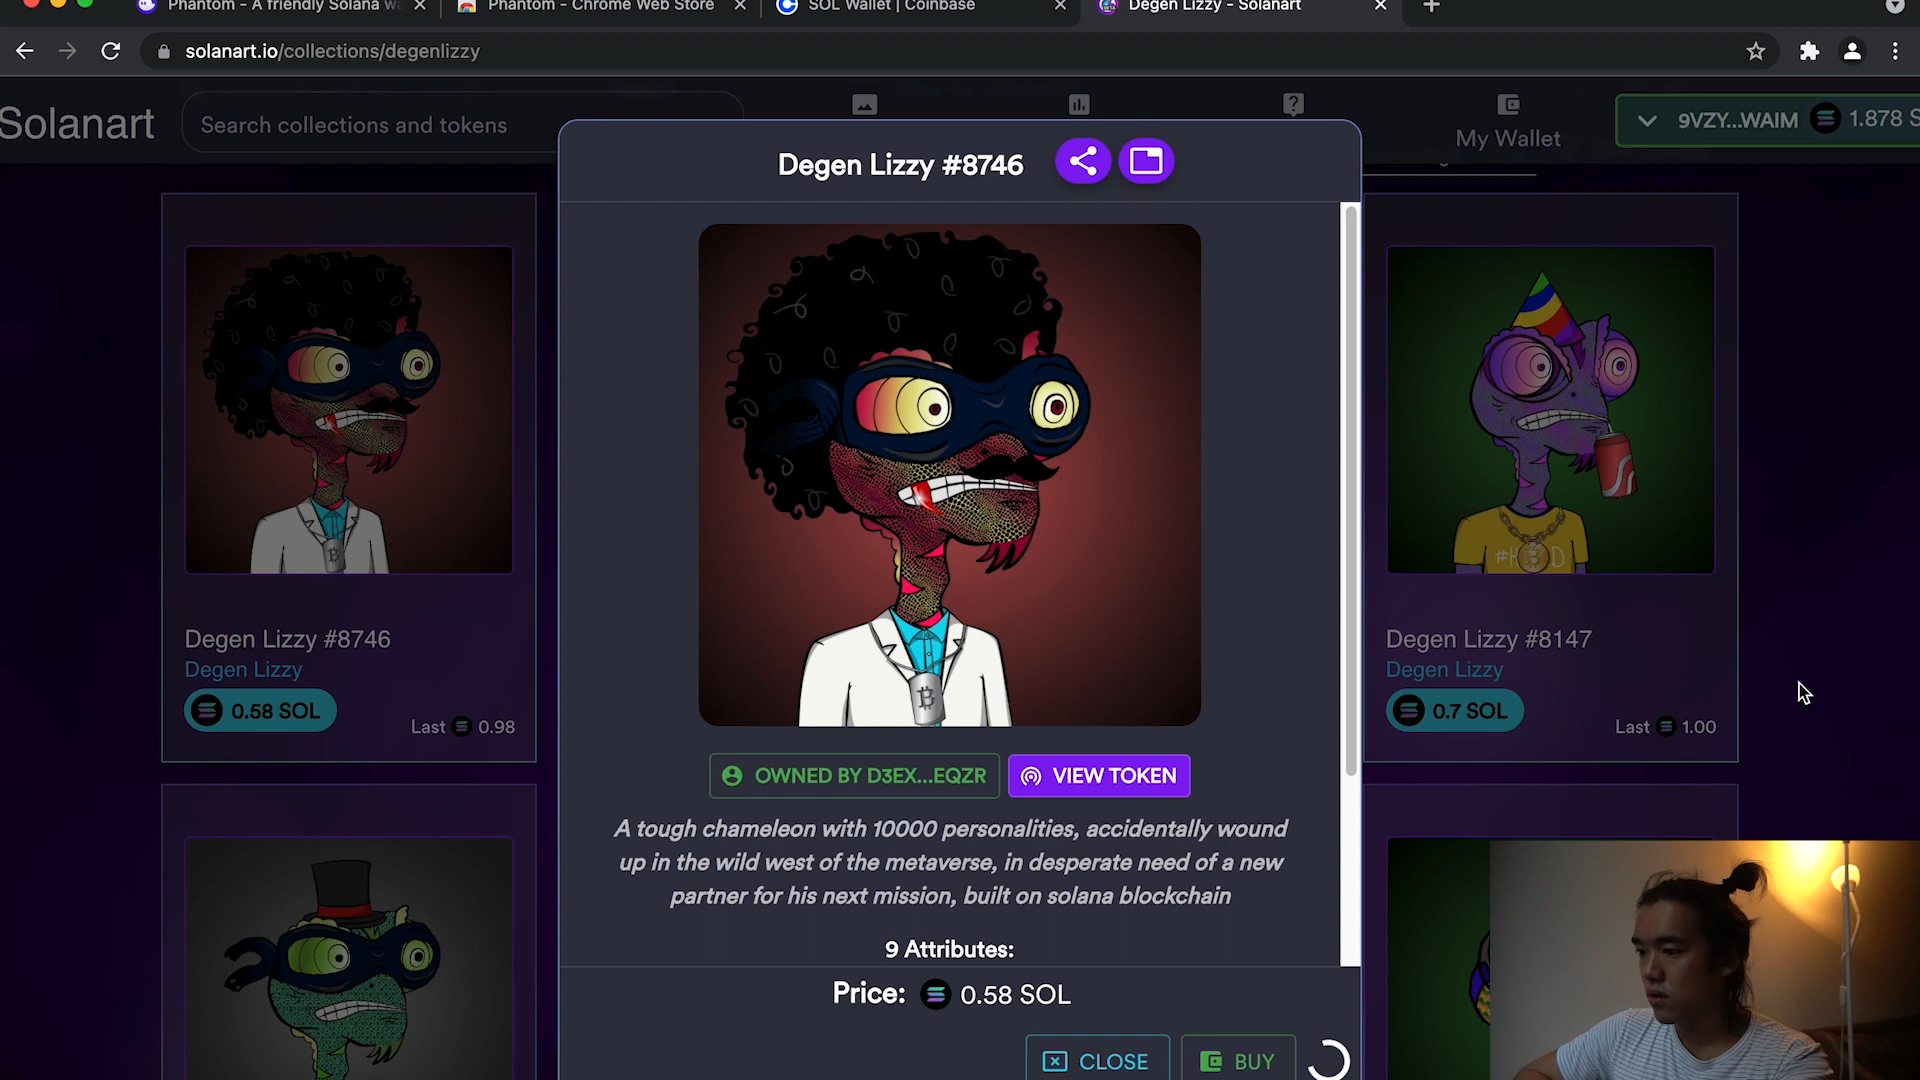 Phantom - A friendly Solana wa
Phantom - Chrome Web Store
SOL Wallet | Coinbase
Degen Lizzy - Solanart
solanart.io/collections/degenlizzy
Solanart
Search collections and tokens
My Wallet
9VZY...WAIM
1.878 S
Degen Lizzy #8746
Degen Lizzy #8746
Degen Lizzy
0.58 SOL
Last 0.98
#H D
Degen Lizzy #8147
Degen Lizzy
0.7 SOL
Last 1.00
OWNED BY D3EX...EQZR
VIEW TOKEN
A tough chameleon with 10000 personalities, accidentally wound
up in the wild west of the metaverse, in desperate need of a new
partner for his next mission, built on solana blockchain
9 Attributes:
Price: 0.58 SOL
CLOSE
BUY